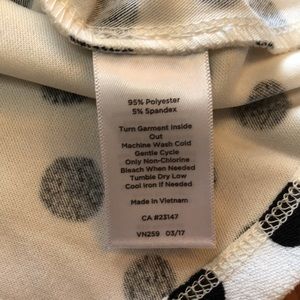 95% Polyester
5% Spandex
Turn Garment Inside
Out
Machine Wash Cold
Gentle Cycle
Only Non-Chlorine
Bleach When Needed
Tumble Dry Low
Cool Iron if Needed
Made in Vietnam
CA #23147
VN259 03/17